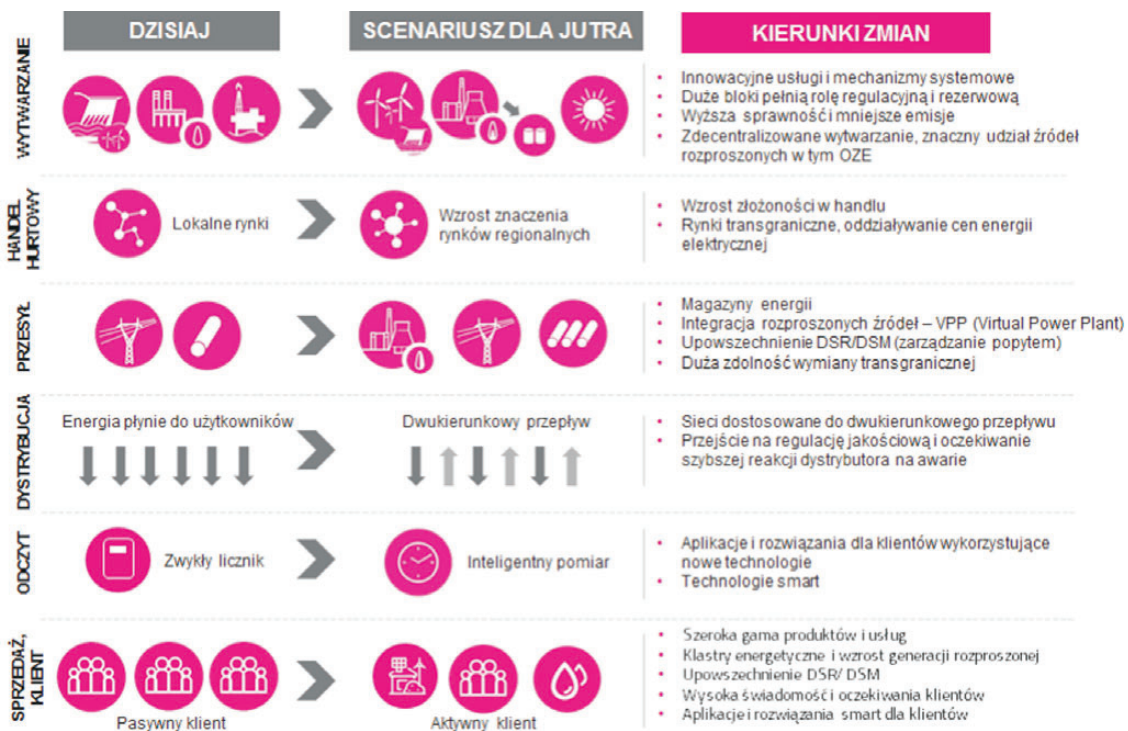 DZISIAJ
SCENARIUSZ DLA JUTRA
KIERUNKI ZMIAN
WYTWARZANIE
• Innowacyjne usługi i mechanizmy systemowe
• Duże bloki pełnią rolę regulacyjną i rezerwową
• Wyższa sprawność i mniejsze emisje
• Zdecentralizowane wytwarzanie, znaczny udział źródeł
rozproszonych w tym OZE
HANDEL
HURTOWY
Lokalne rynki
Wzrost znaczenia
rynków regionalnych
• Wzrost złożoności w handlu
• Rynki transgraniczne, oddziaływanie cen energii
elektrycznej
PRZESYŁ
• Magazyny energii
• Integracja rozproszonych źródeł – VPP (Virtual Power Plant)
• Upowszechnienie DSR/DSM (zarządzanie popytem)
• Duża zdolność wymiany transgranicznej
DYSTRYBUCJA
Energia płynie do użytkowników
Dwukierunkowy przepływ
• Sieci dostosowane do dwukierunkowego przepływu
• Przejście na regulację jakościową i oczekiwanie
szybszej reakcji dystrybutora na awarie
ODCZYT
Zwykły licznik
Inteligentny pomiar
• Aplikacje i rozwiązania dla klientów wykorzystujące
nowe technologie
• Technologie smart
SPRZEDAŻ,
KLIENT
Pasywny klient
Aktywny klient
• Szeroka gama produktów i usług
• Klastry energetyczne i wzrost generacji rozproszonej
• Upowszechnienie DSR/ DSM
• Wysoka świadomość i oczekiwania klientów
• Aplikacje i rozwiązania smart dla klientów